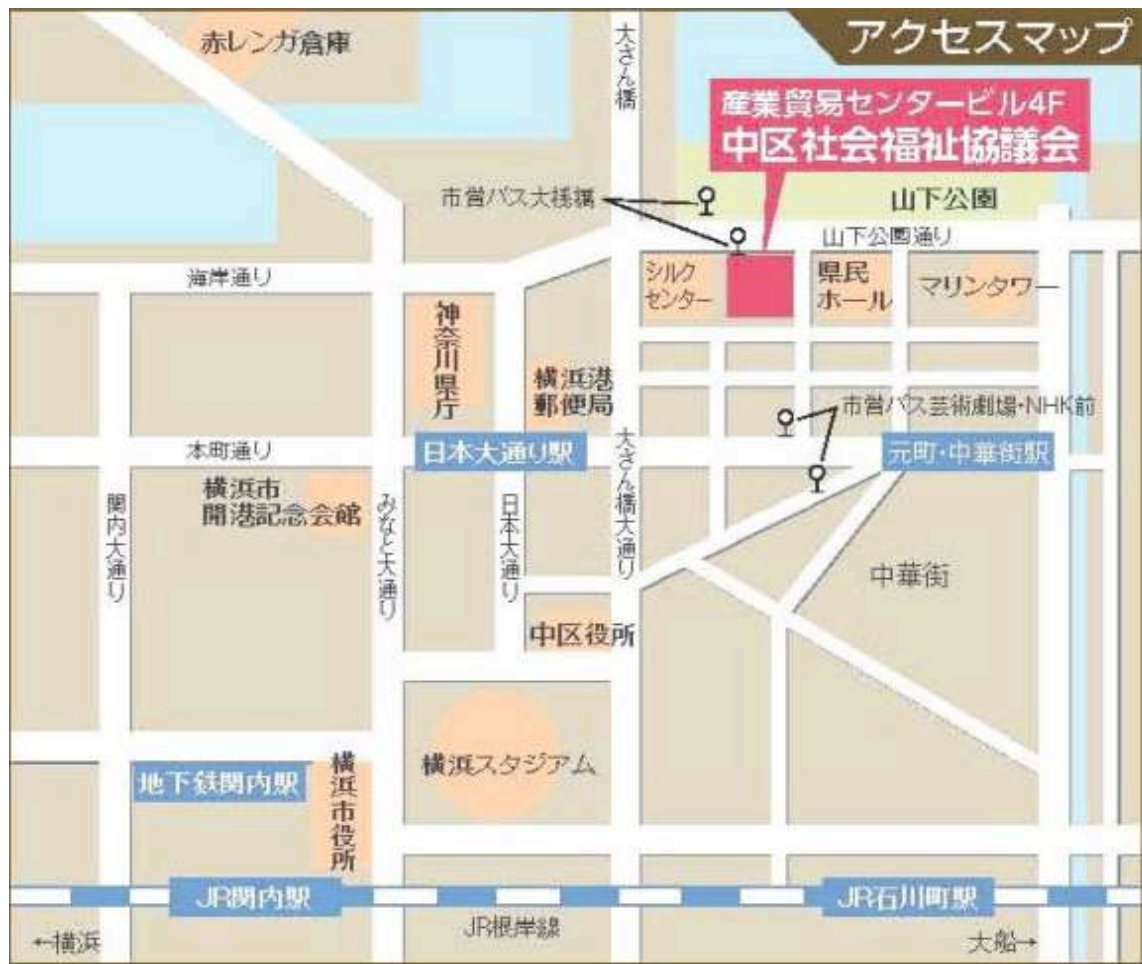 アクセスマップ
赤レンガ倉庫
大さん橋
産業貿易センタービル4F
中区社会福祉協議会
市営バス大桟橋
山下公園
山下公園通り
海岸通り
シルク
センター
県民
ホール
マリンタワー
神奈川県庁
横浜港
郵便局
市営バス芸術劇場・NHK前
本町通り
日本大通り駅
元町・中華街駅
横浜市
開港記念会館
関内大通り
みなと大通り
日本大通り
大さん橋大通り
中華街
中区役所
横浜スタジアム
地下鉄関内駅
横浜市役所
JR関内駅
JR石川町駅
JR根岸線
←横浜
大船→